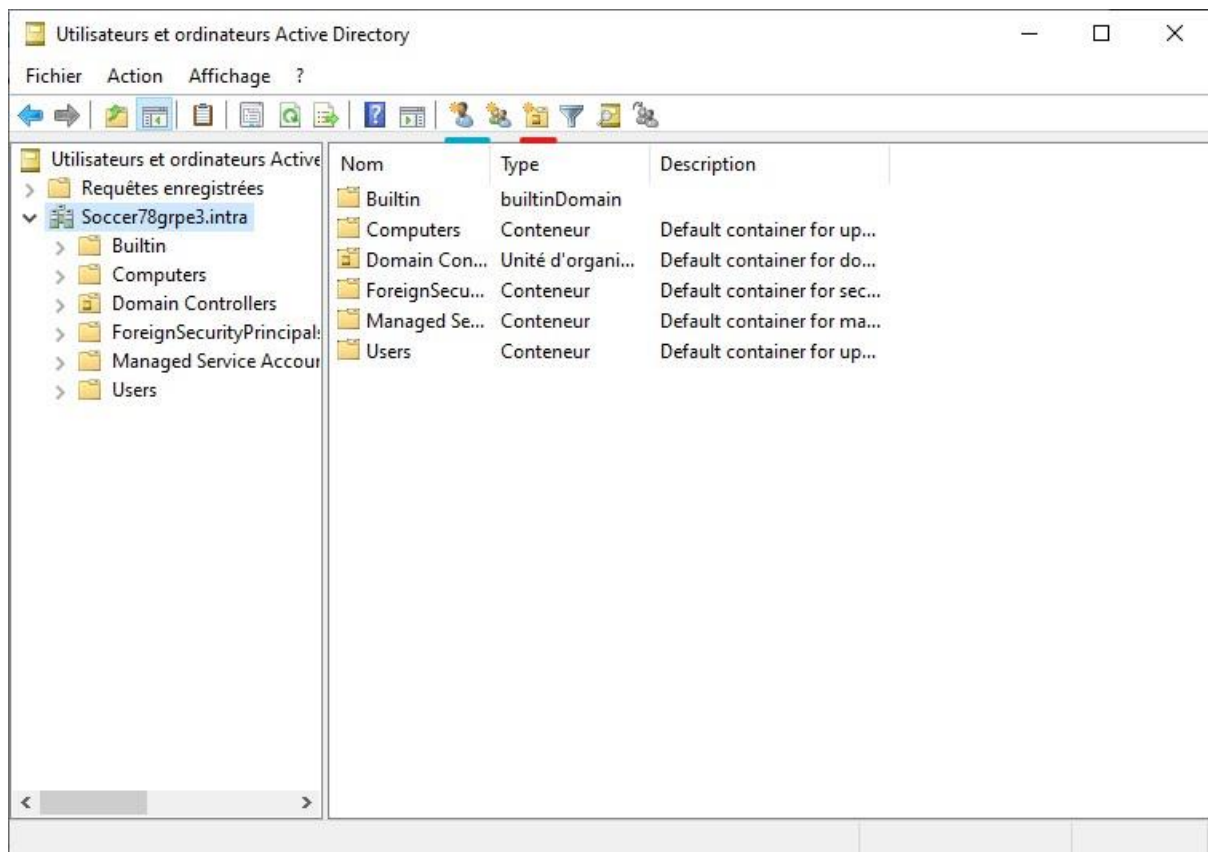 Utilisateurs et ordinateurs Active Directory
Fichier Action Affichage ?
Utilisateurs et ordinateurs Active
Requêtes enregistrées
Soccer78grpe3.intra
Builtin
Computers
Domain Controllers
ForeignSecurityPrincipals
Managed Service Accour
Users
Nom Type Description
Builtin builtinDomain
Computers Conteneur Default container for up...
Domain Con... Unité d'organi... Default container for do...
ForeignSecu... Conteneur Default container for sec...
Managed Se... Conteneur Default container for ma...
Users Conteneur Default container for up...